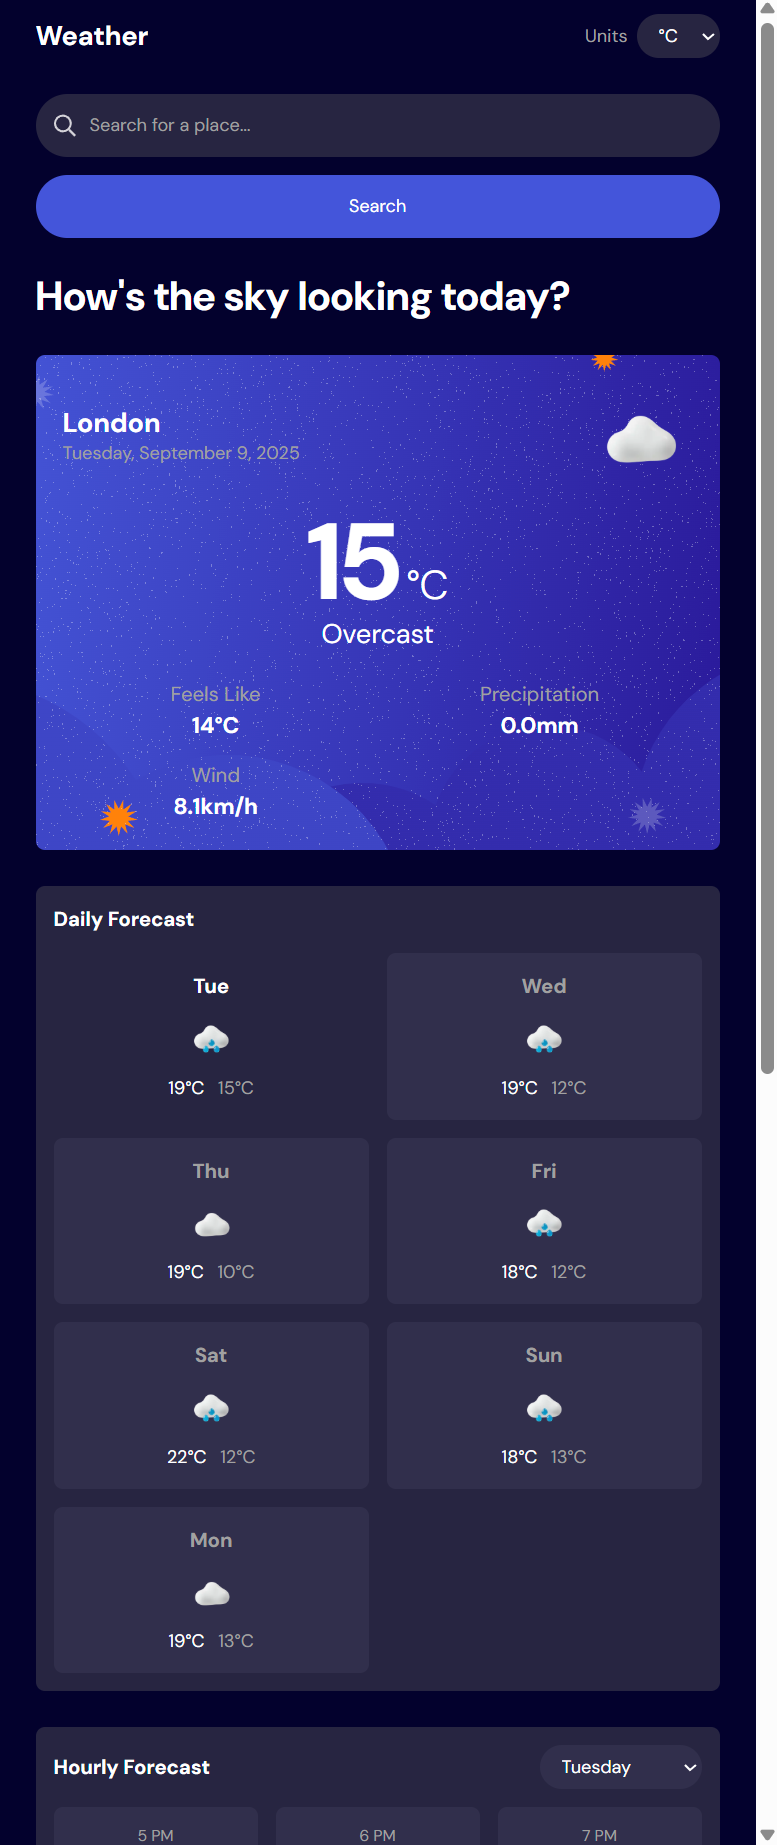 Weather
Units °C
Search for a place...
Search
How's the sky looking today?
London
Tuesday, September 9, 2025
15 °C
Overcast
Feels Like Precipitation
14°C 0.0mm
Wind
8.1km/h
Daily Forecast
Tue Wed
19°C 15°C 19°C 12°C
Thu Fri
19°C 10°C 18°C 12°C
Sat Sun
22°C 12°C 18°C 13°C
Mon
19°C 13°C
Hourly Forecast Tuesday
5 PM 6 PM 7 PM